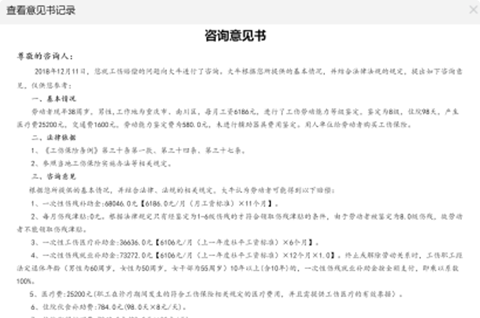 查看意见书记录
咨询意见书
尊敬的咨询人：
2018年12月11日，您就工伤赔偿的问题向大牛进行了咨询。大牛根据您所提供的基本情况，并结合法律法规的规定，提出如下咨询意
见，仅供您参考：
一、基本情况
劳动者现年38周岁，男性，工作地为重庆市、南川区，每月工资6186元，进行了工伤劳动能力等级鉴定，鉴定为8级，住院98天，产生
医疗费25200元，交通费1600元，劳动能力鉴定费为580.0元，未进行辅助器具费用鉴定。用人单位给劳动者购买工伤保险。
二、法律依据
1、《工伤保险条例》第三十条第一款、第三十四条、第三十七条。
2、参照当地工伤保险实施办法等相关规定。
三、咨询意见
根据您所提供的基本情况，并结合法律、法规的相关规定，大牛认为劳动者可能得到以下赔偿：
1、一次性伤残补助金:68046.0元【6186.0元/月（月工资标准）×11个月】。
2、每月伤残津贴:0元。根据法律规定只有经鉴定为1-6级伤残的才符合领取伤残津贴的条件，由于劳动者被鉴定为8.0级伤残，故劳动
者不能领取伤残津贴。
3、一次性工伤医疗补助金:36636.0元【6106元/月（上一年度社平工资标准）×6个月】。
4、一次性伤残就业补助金:73272.0元【6106元/月（上一年度社平工资标准）×12个月×1.0】。终止或解除劳动关系时，工伤职工距
法定退休年龄（男性为60周岁，女性为50周岁，女干部为55周岁）10年以上(含10年)的，一次性伤残就业补助金按全额支付，即乘以系数
100%。
5、医疗费:25200元(职工在诊疗期间发生的符合工伤保险相关规定的医疗费用，并且需提供工伤医疗的有效票据）。
6、住院伙食补助费:784.0元（98.0天×8元/天）。